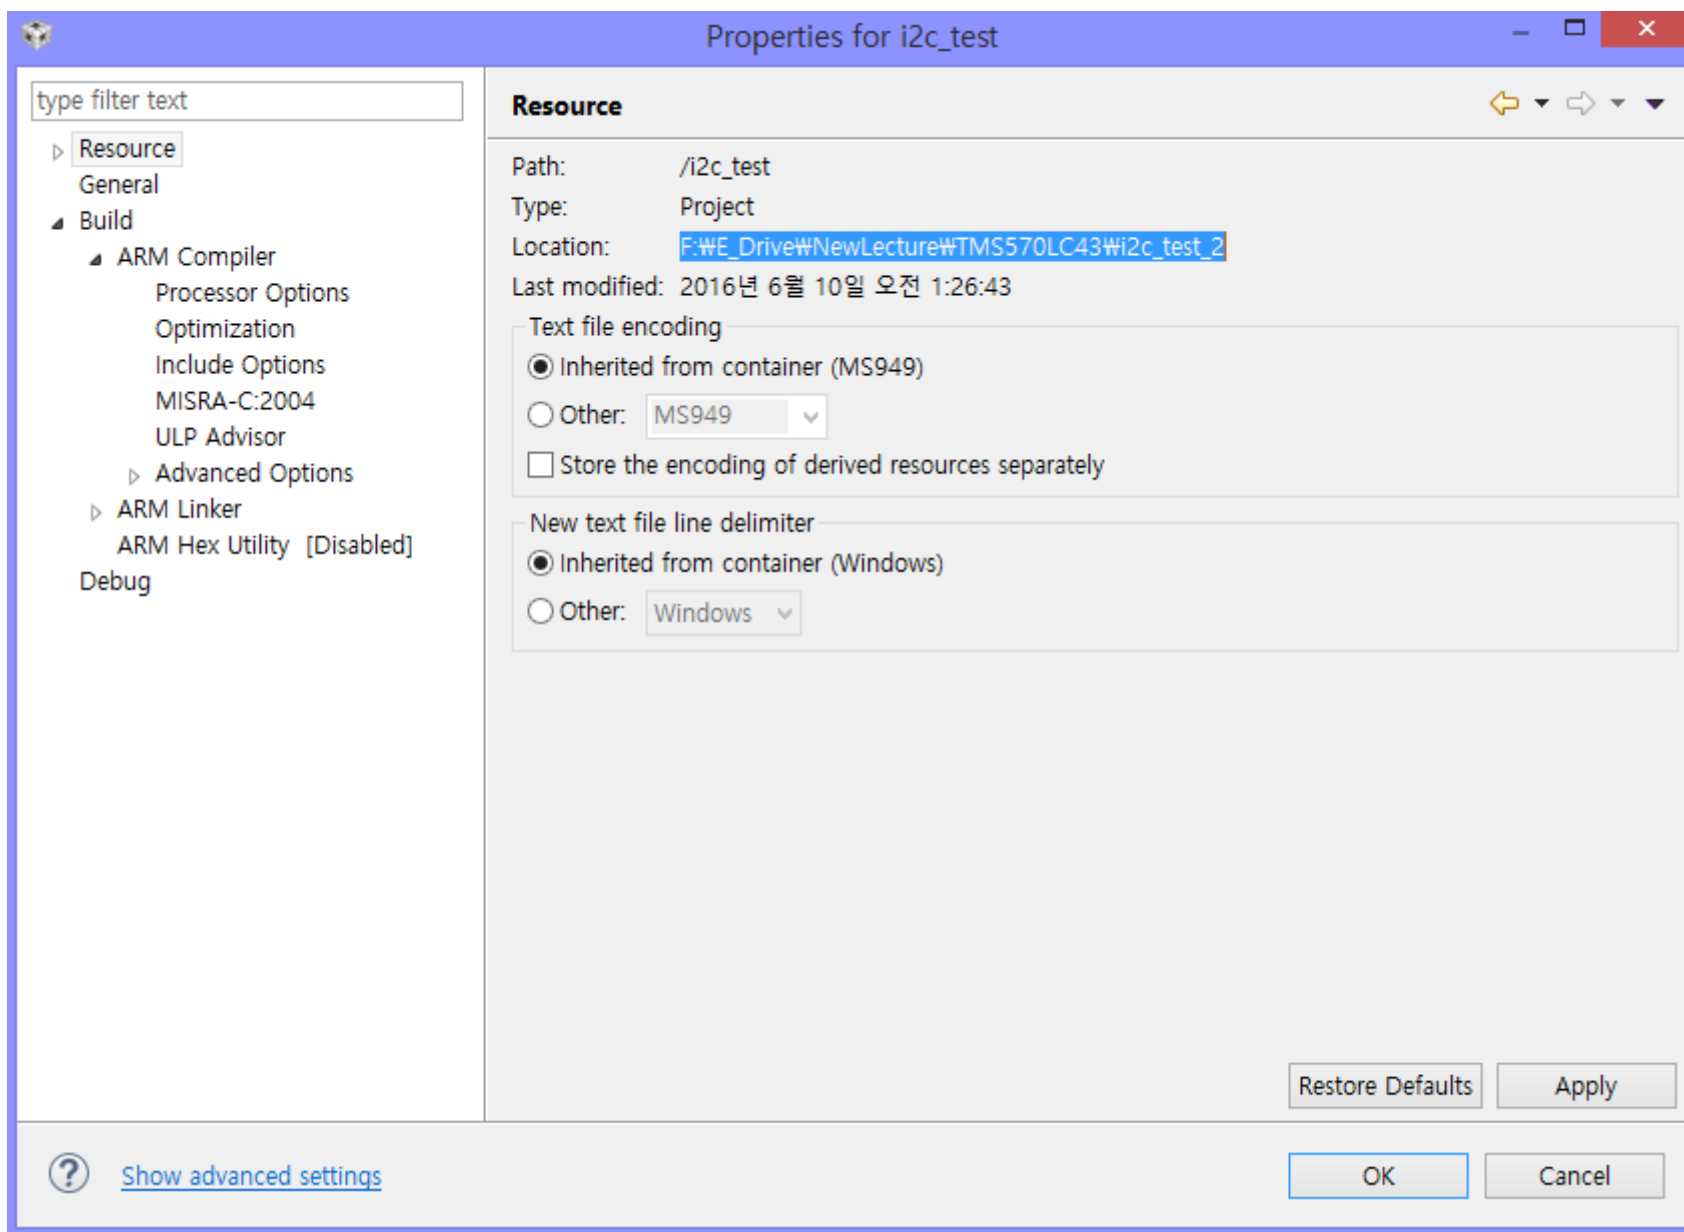 Properties for i2c_test
type filter text
Resource
General
Build
ARM Compiler
Processor Options
Optimization
Include Options
MISRA-C:2004
ULP Advisor
Advanced Options
ARM Linker
ARM Hex Utility [Disabled]
Debug
Resource
Path: /i2c_test
Type: Project
Location: F:₩E_Drive₩NewLecture₩TMS570LC43₩i2c_test_2
Last modified: 2016년 6월 10일 오전 1:26:43
Text file encoding
Inherited from container (MS949)
Other: MS949
Store the encoding of derived resources separately
New text file line delimiter
Inherited from container (Windows)
Other: Windows
Restore Defaults Apply
? Show advanced settings OK Cancel